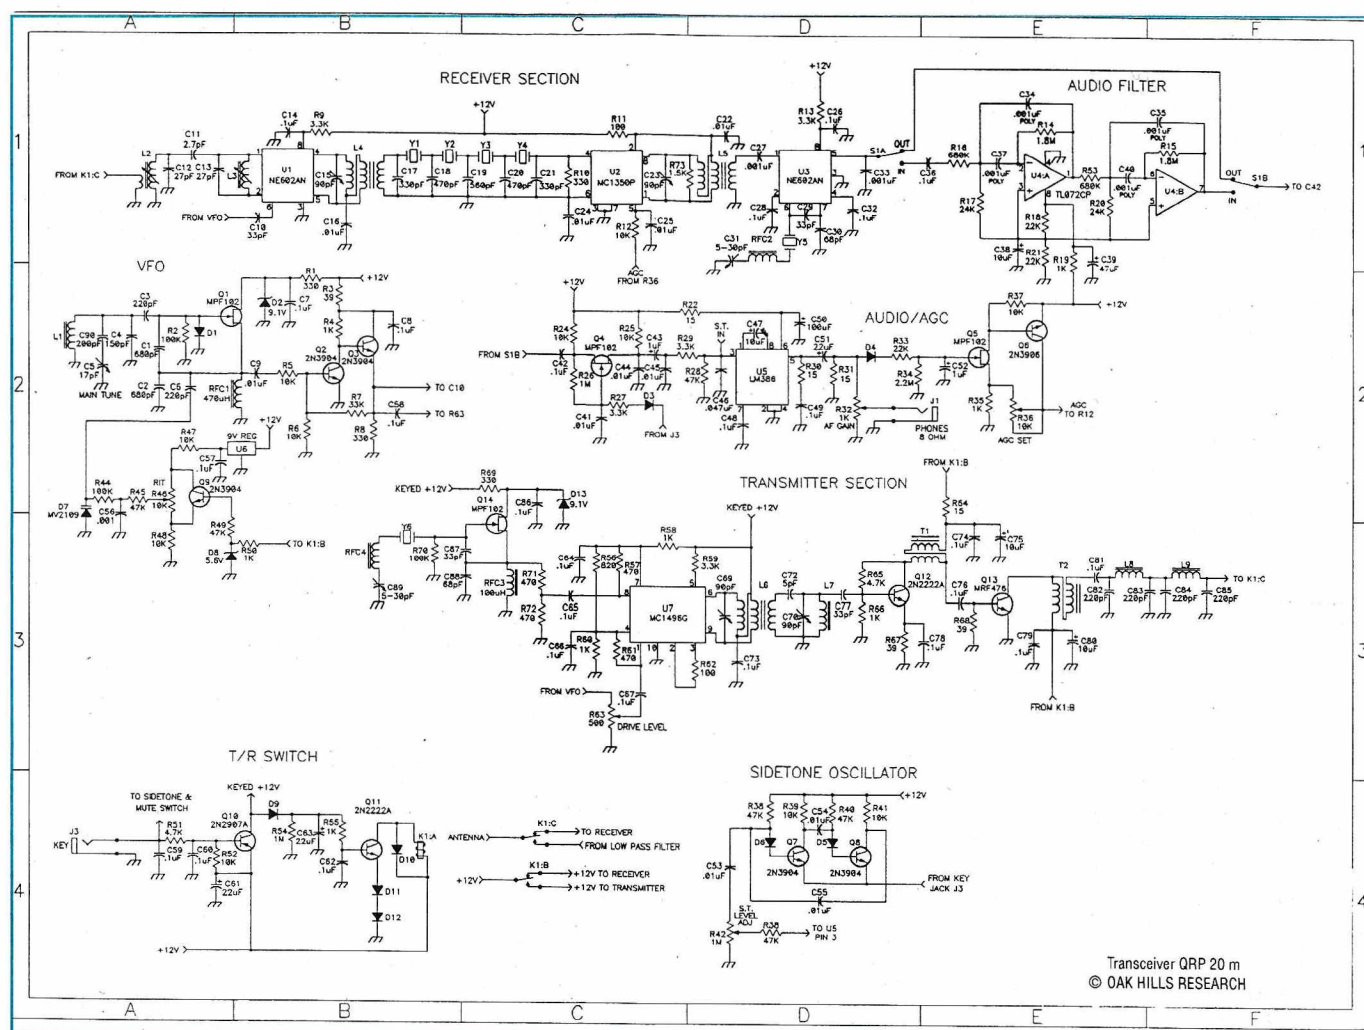 A B C D E F
RECEIVER SECTION
+12V
+12V
AUDIO FILTER
1
1
C14
.1uF
R9
3.3K
R11
100
C22
.01uF
R13
3.3K
C26
.1uF
C34
.001uF
POLY
R14
1.8M
C35
.001uF
POLY
R15
1.8M
L2
C11
2.7pF
C12
27pF
C13
27pF
L3
U1
NE602AN
L4
C15
90pF
Y1
Y2
Y3
Y4
C17
330pF
C18
470pF
C19
560pF
C20
470pF
C21
330pF
R10
330
U2
MC1350P
R73
1.5K
C23
90pF
L5
C27
.001uF
U3
NE602AN
S1A
OUT
IN
C33
.001uF
C36
.1uF
R16
680K
C37
.001uF
POLY
U4:A
TL072CP
R53
680K
C40
.001uF
POLY
U4:B
OUT
S1B
IN
TO C42
FROM K1:C
FROM VFO
C10
33pF
C16
.01uF
C24
.01uF
R12
10K
C25
.01uF
AGC
FROM R36
C28
.1uF
C29
33pF
C30
68pF
C31
5-30pF
RFC2
Y5
C32
.1uF
R17
24K
R18
22K
R20
24K
C38
10uF
R21
22K
R19
1K
C39
47uF
VFO
+12V
+12V
+12V
AUDIO/AGC
2
2
L1
C90
200pF
C3
220pF
C4
150pF
C1
680pF
R2
100K
D1
Q1
MPF102
D2
9.1V
R1
330
C7
.1uF
R3
39
R4
1K
C8
.1uF
C5
17pF
MAIN TUNE
C2
680pF
C6
220pF
RFC1
470uH
C9
.01uF
R5
10K
Q2
2N3904
Q3
2N3904
R7
33K
C58
.1uF
R6
10K
R8
330
TO C10
TO R63
R47
10K
+12V
9V REG
U6
C57
.1uF
FROM S1B
C42
.1uF
R24
10K
Q4
MPF102
R25
10K
C43
1uF
R26
1M
C44
.01uF
C45
.01uF
R27
3.3K
D3
FROM J3
C41
.01uF
R22
15
R29
3.3K
R28
47K
S.T.
IN
C46
.047uF
C48
.1uF
C47
10uF
U5
LM386
C50
100uF
C51
22uF
R30
15
C49
.1uF
R31
15
R32
1K
AF GAIN
D4
R33
22K
R34
2.2M
C52
1uF
J1
PHONES
8 OHM
Q5
MPF102
R37
10K
Q6
2N3906
R35
1K
R36
10K
AGC SET
AGC
TO R12
R44
100K
R45
47K
RIT
R46
10K
Q9
2N3904
D7
MV2109
C56
.001
R48
10K
R49
47K
D8
5.6V
R50
1K
TO K1:B
TRANSMITTER SECTION
KEYED +12V
R69
330
Q14
MPF102
C86
.1uF
D13
9.1V
KEYED +12V
FROM K1:B
R64
15
RFC4
Y6
R70
100K
C87
33pF
C88
68pF
C89
5-30pF
RFC3
100uH
R71
470
R72
470
C64
.1uF
R56
820
R57
470
R58
1K
R59
3.3K
C65
.1uF
U7
MC1496G
C66
.1uF
R60
1K
R61
470
R62
100
C67
.1uF
FROM VFO
R63
500
DRIVE LEVEL
C69
90pF
L6
C72
5pF
C70
90pF
L7
C73
.1uF
C77
33pF
R65
4.7K
R66
1K
T1
Q12
2N2222A
R67
39
C78
.1uF
C74
.1uF
C75
10uF
C76
.1uF
Q13
MRF476
R68
39
T2
C79
.1uF
C80
10uF
FROM K1:B
C81
.1uF
L8
L9
C82
220pF
C83
220pF
C84
220pF
C85
220pF
TO K1:C
3
3
T/R SWITCH
TO SIDETONE &
MUTE SWITCH
KEYED +12V
J3
KEY
R51
4.7K
C59
.1uF
C60
.1uF
R52
10K
C61
22uF
Q10
2N2907A
D9
R54
1M
C63
22uF
R55
1K
C62
.1uF
Q11
2N2222A
D10
K1:A
D11
D12
+12V
ANTENNA
K1:C
TO RECEIVER
FROM LOW PASS FILTER
+12V
K1:B
+12V TO RECEIVER
+12V TO TRANSMITTER
SIDETONE OSCILLATOR
+12V
R38
47K
R39
10K
C54
.01uF
R40
47K
R41
10K
D6
Q7
2N3904
D5
Q8
2N3904
C53
.01uF
C55
.01uF
FROM KEY
JACK J3
S.T.
LEVEL
ADJ
R42
1M
R38
47K
TO U5
PIN 3
4
4
Transceiver QRP 20 m
© OAK HILLS RESEARCH
A B C D E F